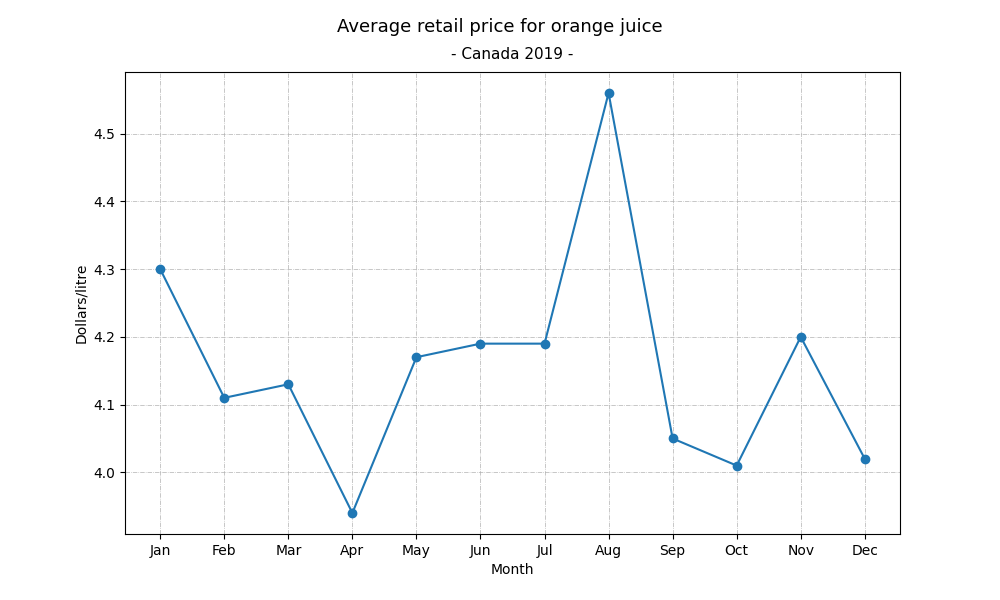 Average retail price for orange juice
- Canada 2019 -
Dollars/litre
4.5
4.4
4.3
4.2
4.1
4.0
Jan Feb Mar Apr May Jun Jul Aug Sep Oct Nov Dec
Month